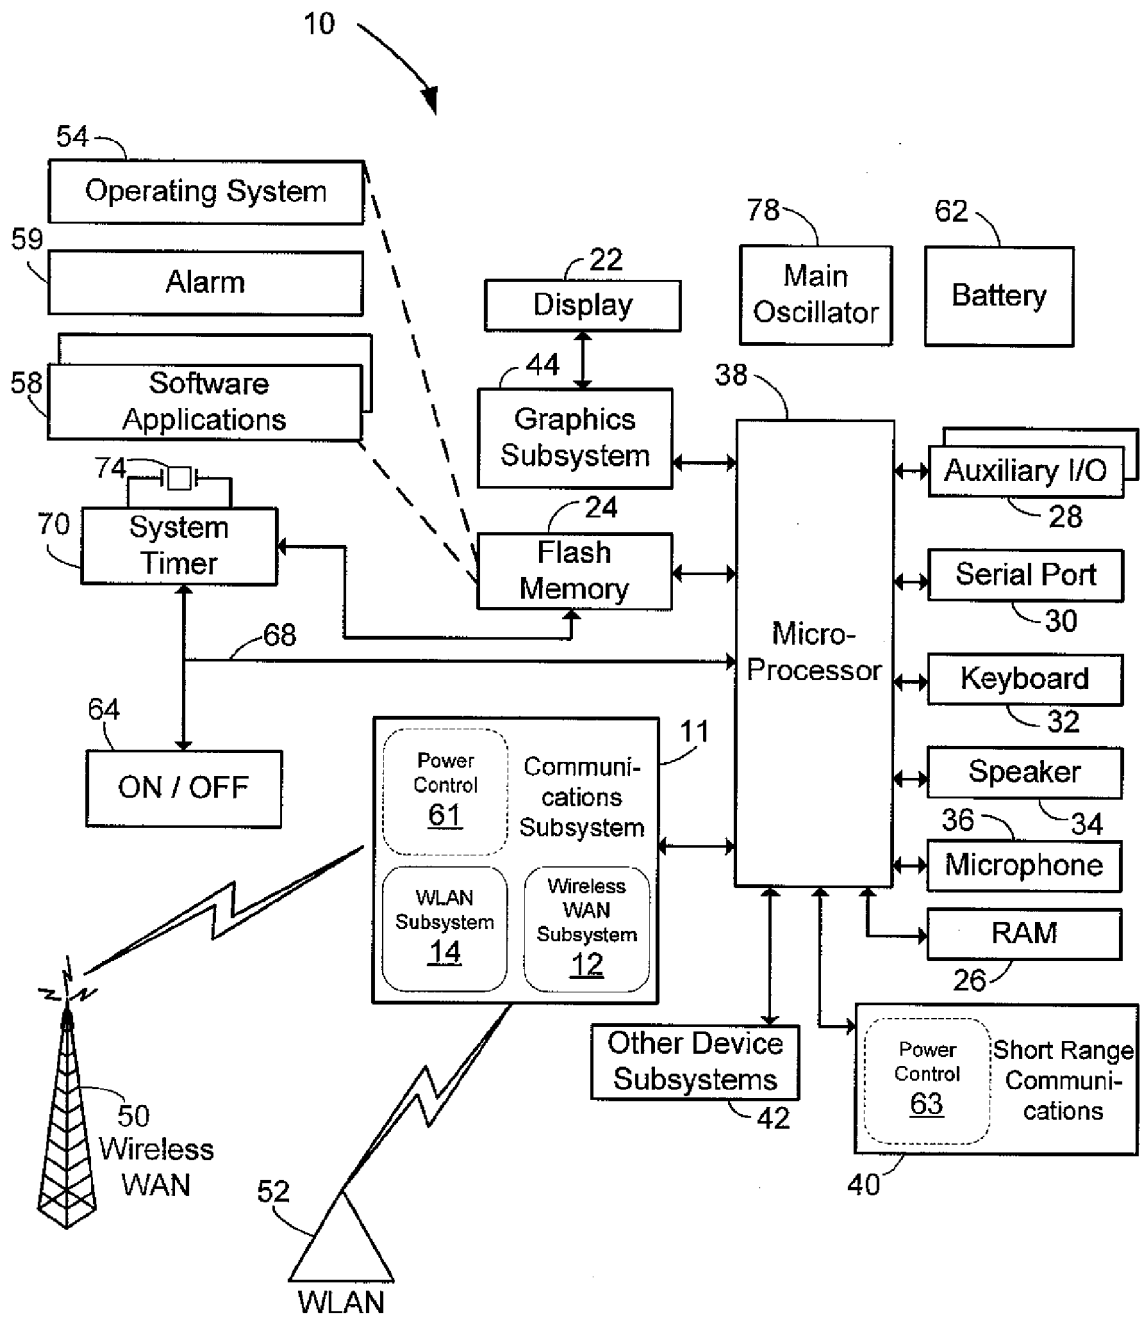 10
54
Operating System
59
Alarm
58
Software
Applications
22
Display
78
Main
Oscillator
62
Battery
44
Graphics
Subsystem
38
Micro-
Processor
Auxiliary I/O
28
74
70
System
Timer
24
Flash
Memory
Serial Port
30
68
Keyboard
32
64
ON / OFF
11
Power
Control
61
Communi-
cations
Subsystem
Speaker
34
36
Microphone
WLAN
Subsystem
14
Wireless
WAN
Subsystem
12
RAM
26
Other Device
Subsystems
42
Power
Control
63
Short Range
Communi-
cations
40
50
Wireless
WAN
52
WLAN